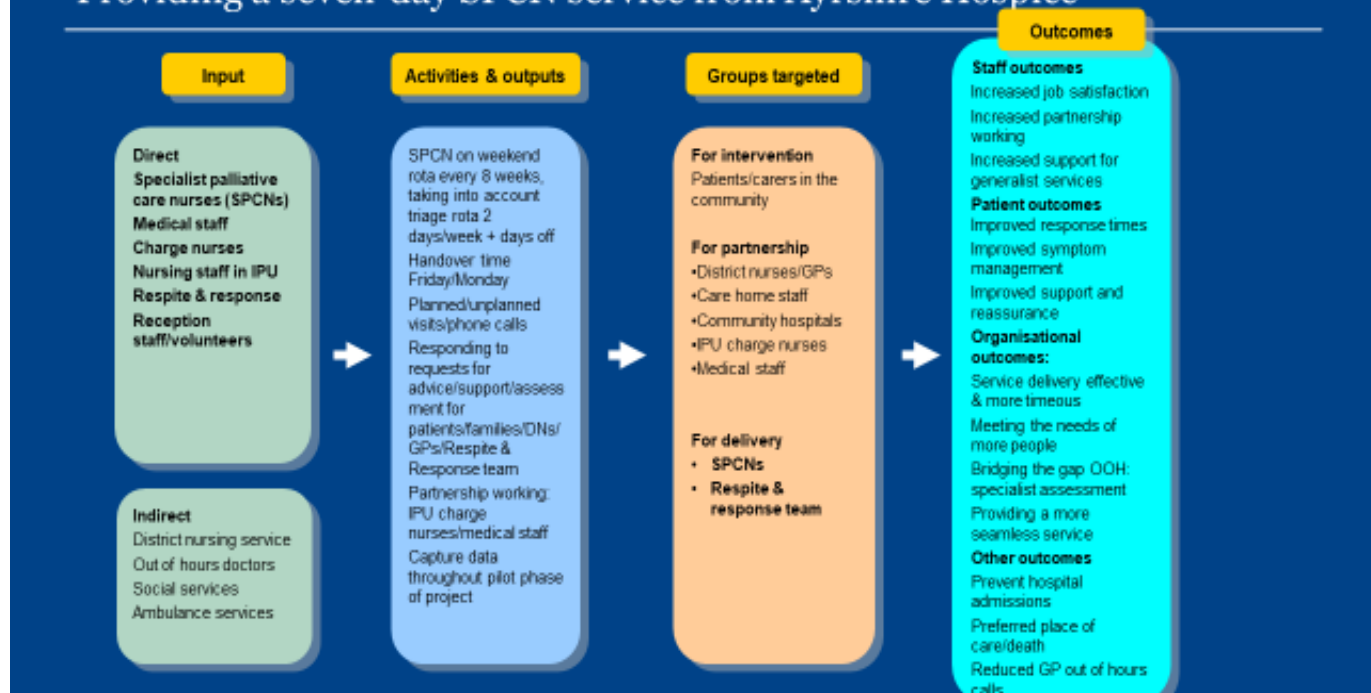 Providing a seven-day SPCN service from Ayrshire Hospice
Input
Direct
Specialist palliative
care nurses (SPCNs)
Medical staff
Charge nurses
Nursing staff in IPU
Respite & response
Reception
staff/volunteers
Indirect
District nursing service
Out of hours doctors
Social services
Ambulance services
Activities & outputs
SPCN on weekend
rota every 8 weeks,
taking into account
triage rota 2
days/week + days off
Handover time
Friday/Monday
Planned/unplanned
visits/phone calls
Responding to
requests for
advice/support/assess
ment for
patients/families/DNs/
GPs/Respite &
Response team
Partnership working:
IPU charge
nurses/medical staff
Capture data
throughout pilot phase
of project
Groups targeted
For intervention
Patients/carers in the
community
For partnership
•District nurses/GPs
•Care home staff
•Community hospitals
•IPU charge nurses
•Medical staff
For delivery
• SPCNs
• Respite &
response team
Outcomes
Staff outcomes
Increased job satisfaction
Increased partnership
working
Increased support for
generalist services
Patient outcomes
Improved response times
Improved symptom
management
Improved support and
reassurance
Organisational
outcomes:
Service delivery effective
& more timeous
Meeting the needs of
more people
Bridging the gap OOH:
specialist assessment
Providing a more
seamless service
Other outcomes
Prevent hospital
admissions
Preferred place of
care/death
Reduced GP out of hours
calls